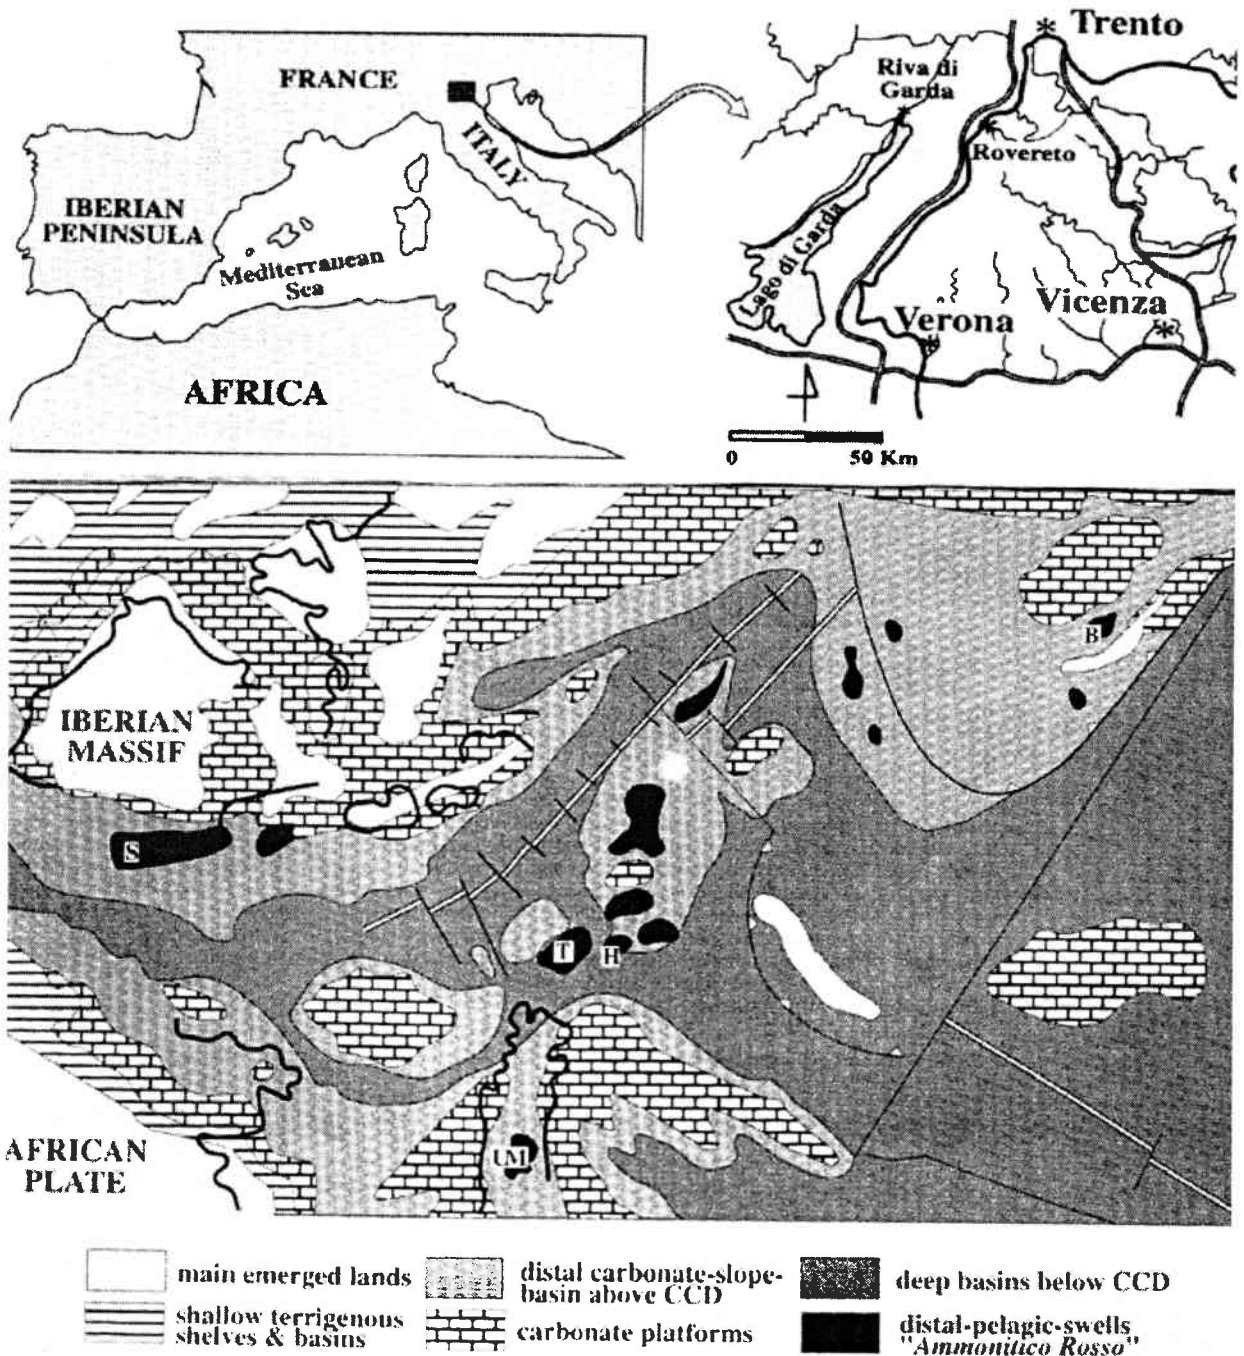 FRANCE
ITALY
IBERIAN
PENINSULA
Mediterranean
Sea
AFRICA
Trento
Riva di
Garda
Rovereto
Lago di Garda
Vicenza
Verona
0 50 Km
B
IBERIAN
MASSIF
S
T
H
UM
AFRICAN
PLATE
main emerged lands
shallow terrigenous
shelves & basins
distal carbonate-slope-
basin above CCD
carbonate platforms
deep basins below CCD
distal-pelagic-swells
"Ammonitico Rosso"